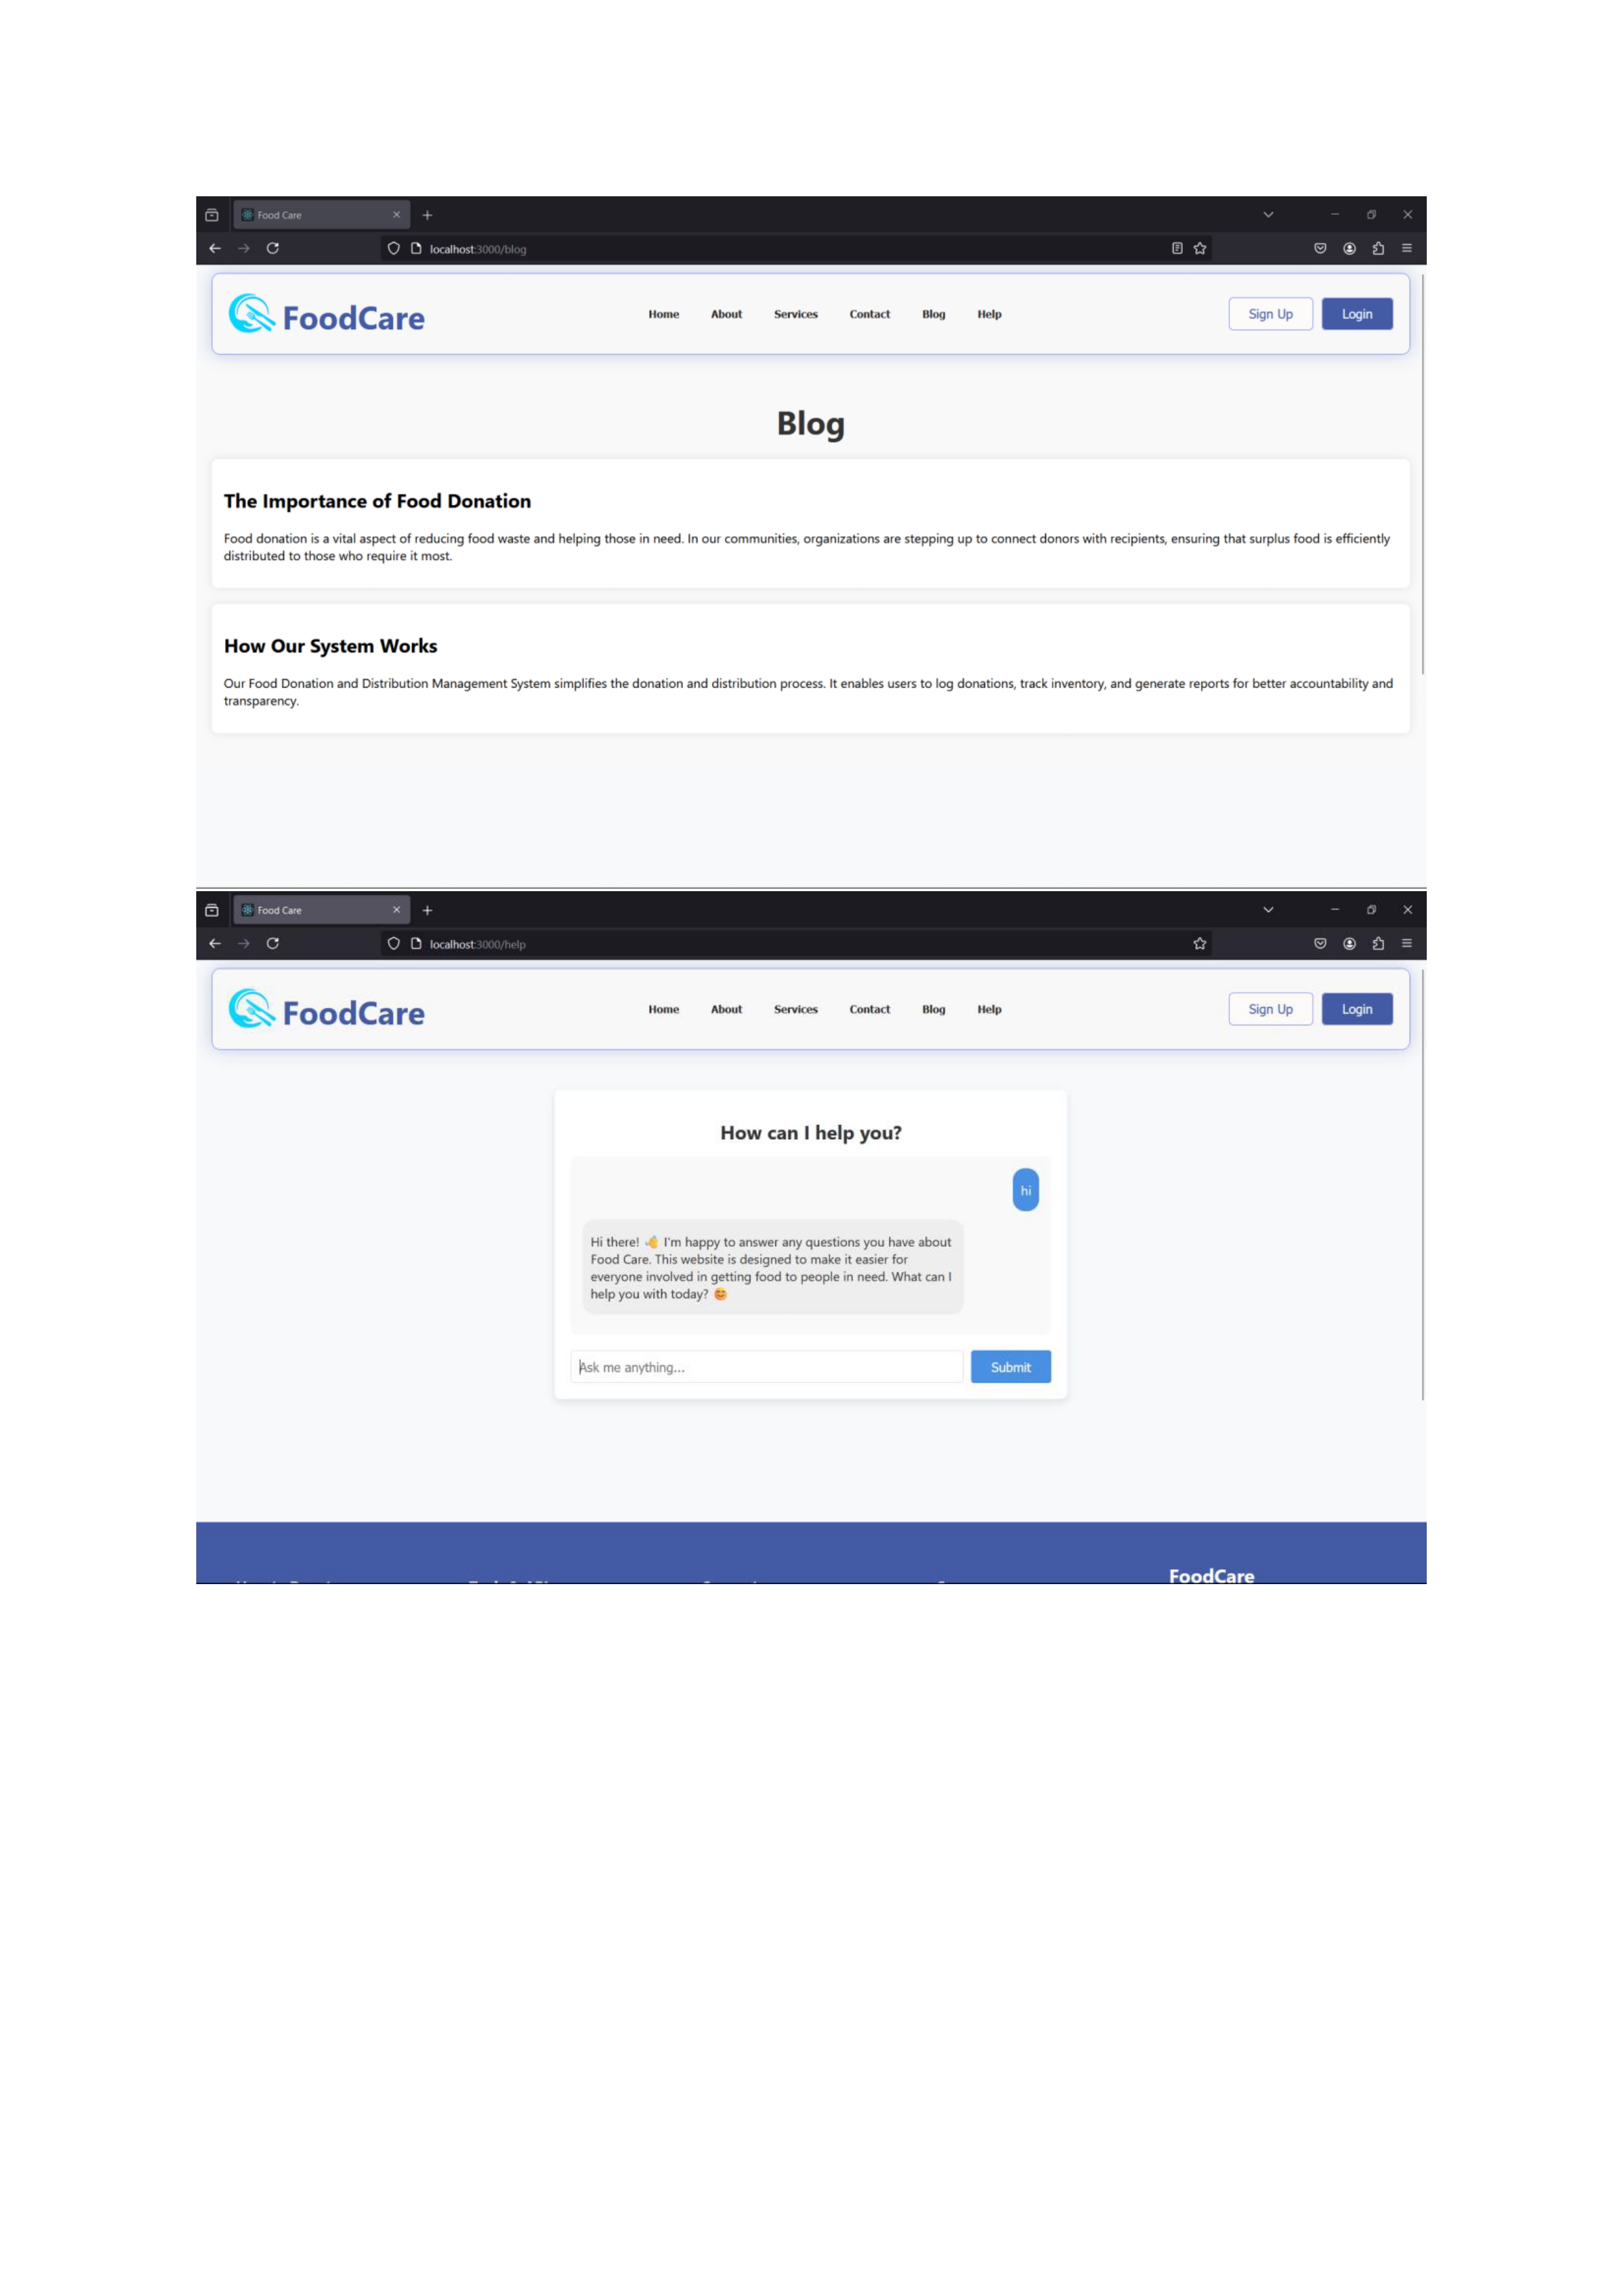 Food Care
localhost:3000/blog
FoodCare
Home About Services Contact Blog Help
Sign Up Login
Blog
The Importance of Food Donation
Food donation is a vital aspect of reducing food waste and helping those in need. In our communities, organizations are stepping up to connect donors with recipients, ensuring that surplus food is efficiently
distributed to those who require it most.
How Our System Works
Our Food Donation and Distribution Management System simplifies the donation and distribution process. It enables users to log donations, track inventory, and generate reports for better accountability and
transparency.
Food Care
localhost:3000/help
FoodCare
Home About Services Contact Blog Help
Sign Up Login
How can I help you?
hi
Hi there! 👋 I'm happy to answer any questions you have about
Food Care. This website is designed to make it easier for
everyone involved in getting food to people in need. What can I
help you with today? 😊
Ask me anything...
Submit
FoodCare